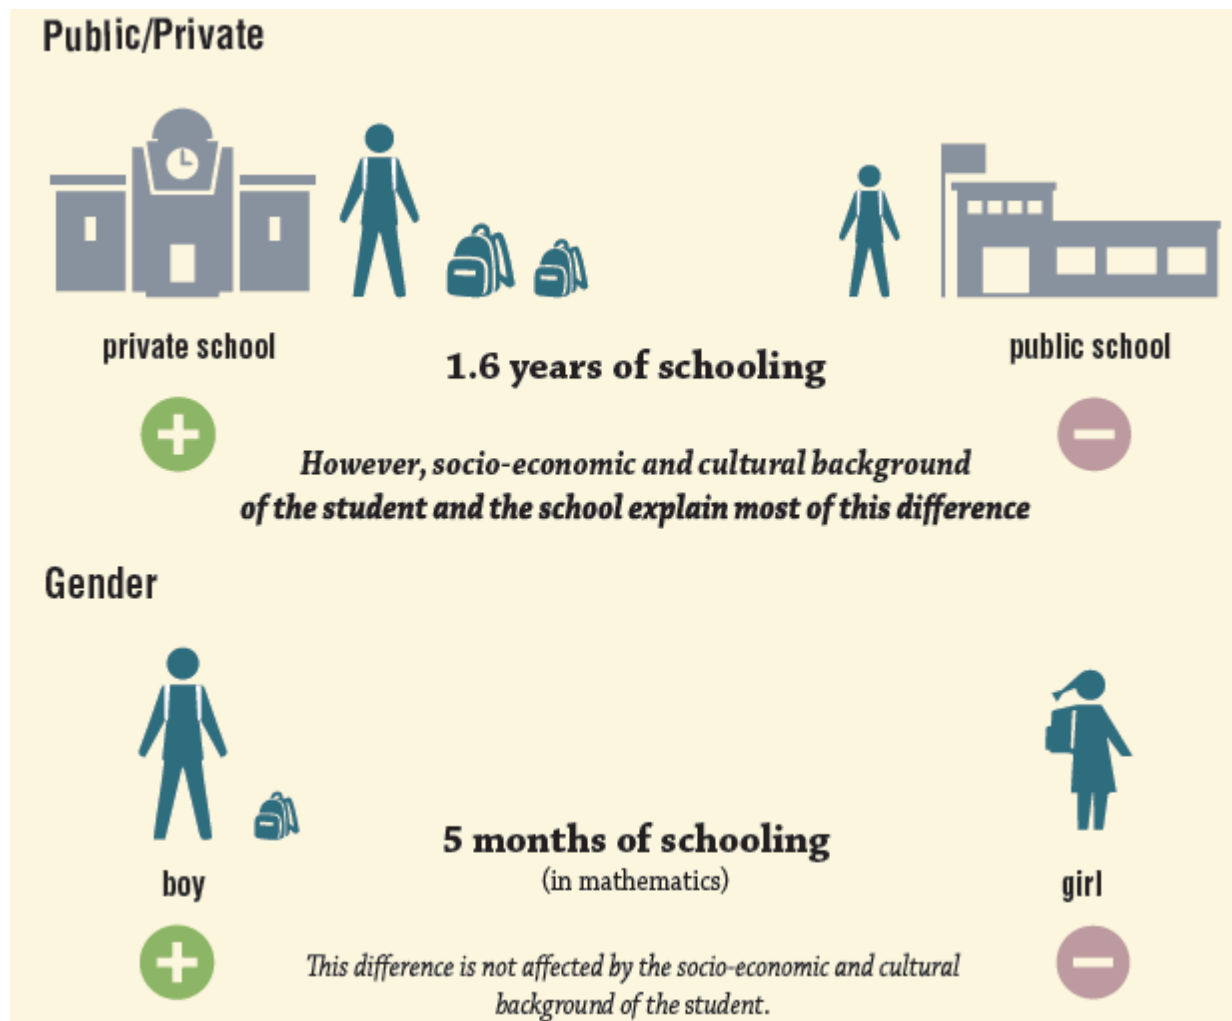 Public/Private
private school
public school
1.6 years of schooling
However, socio-economic and cultural background
of the student and the school explain most of this difference
Gender
5 months of schooling
(in mathematics)
boy
girl
This difference is not affected by the socio-economic and cultural
background of the student.